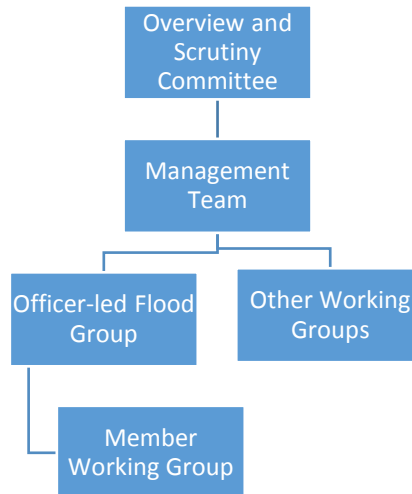 Overview and
Scrutiny
Committee
Management
Team
Officer-led Flood
Group
Other Working
Groups
Member
Working Group